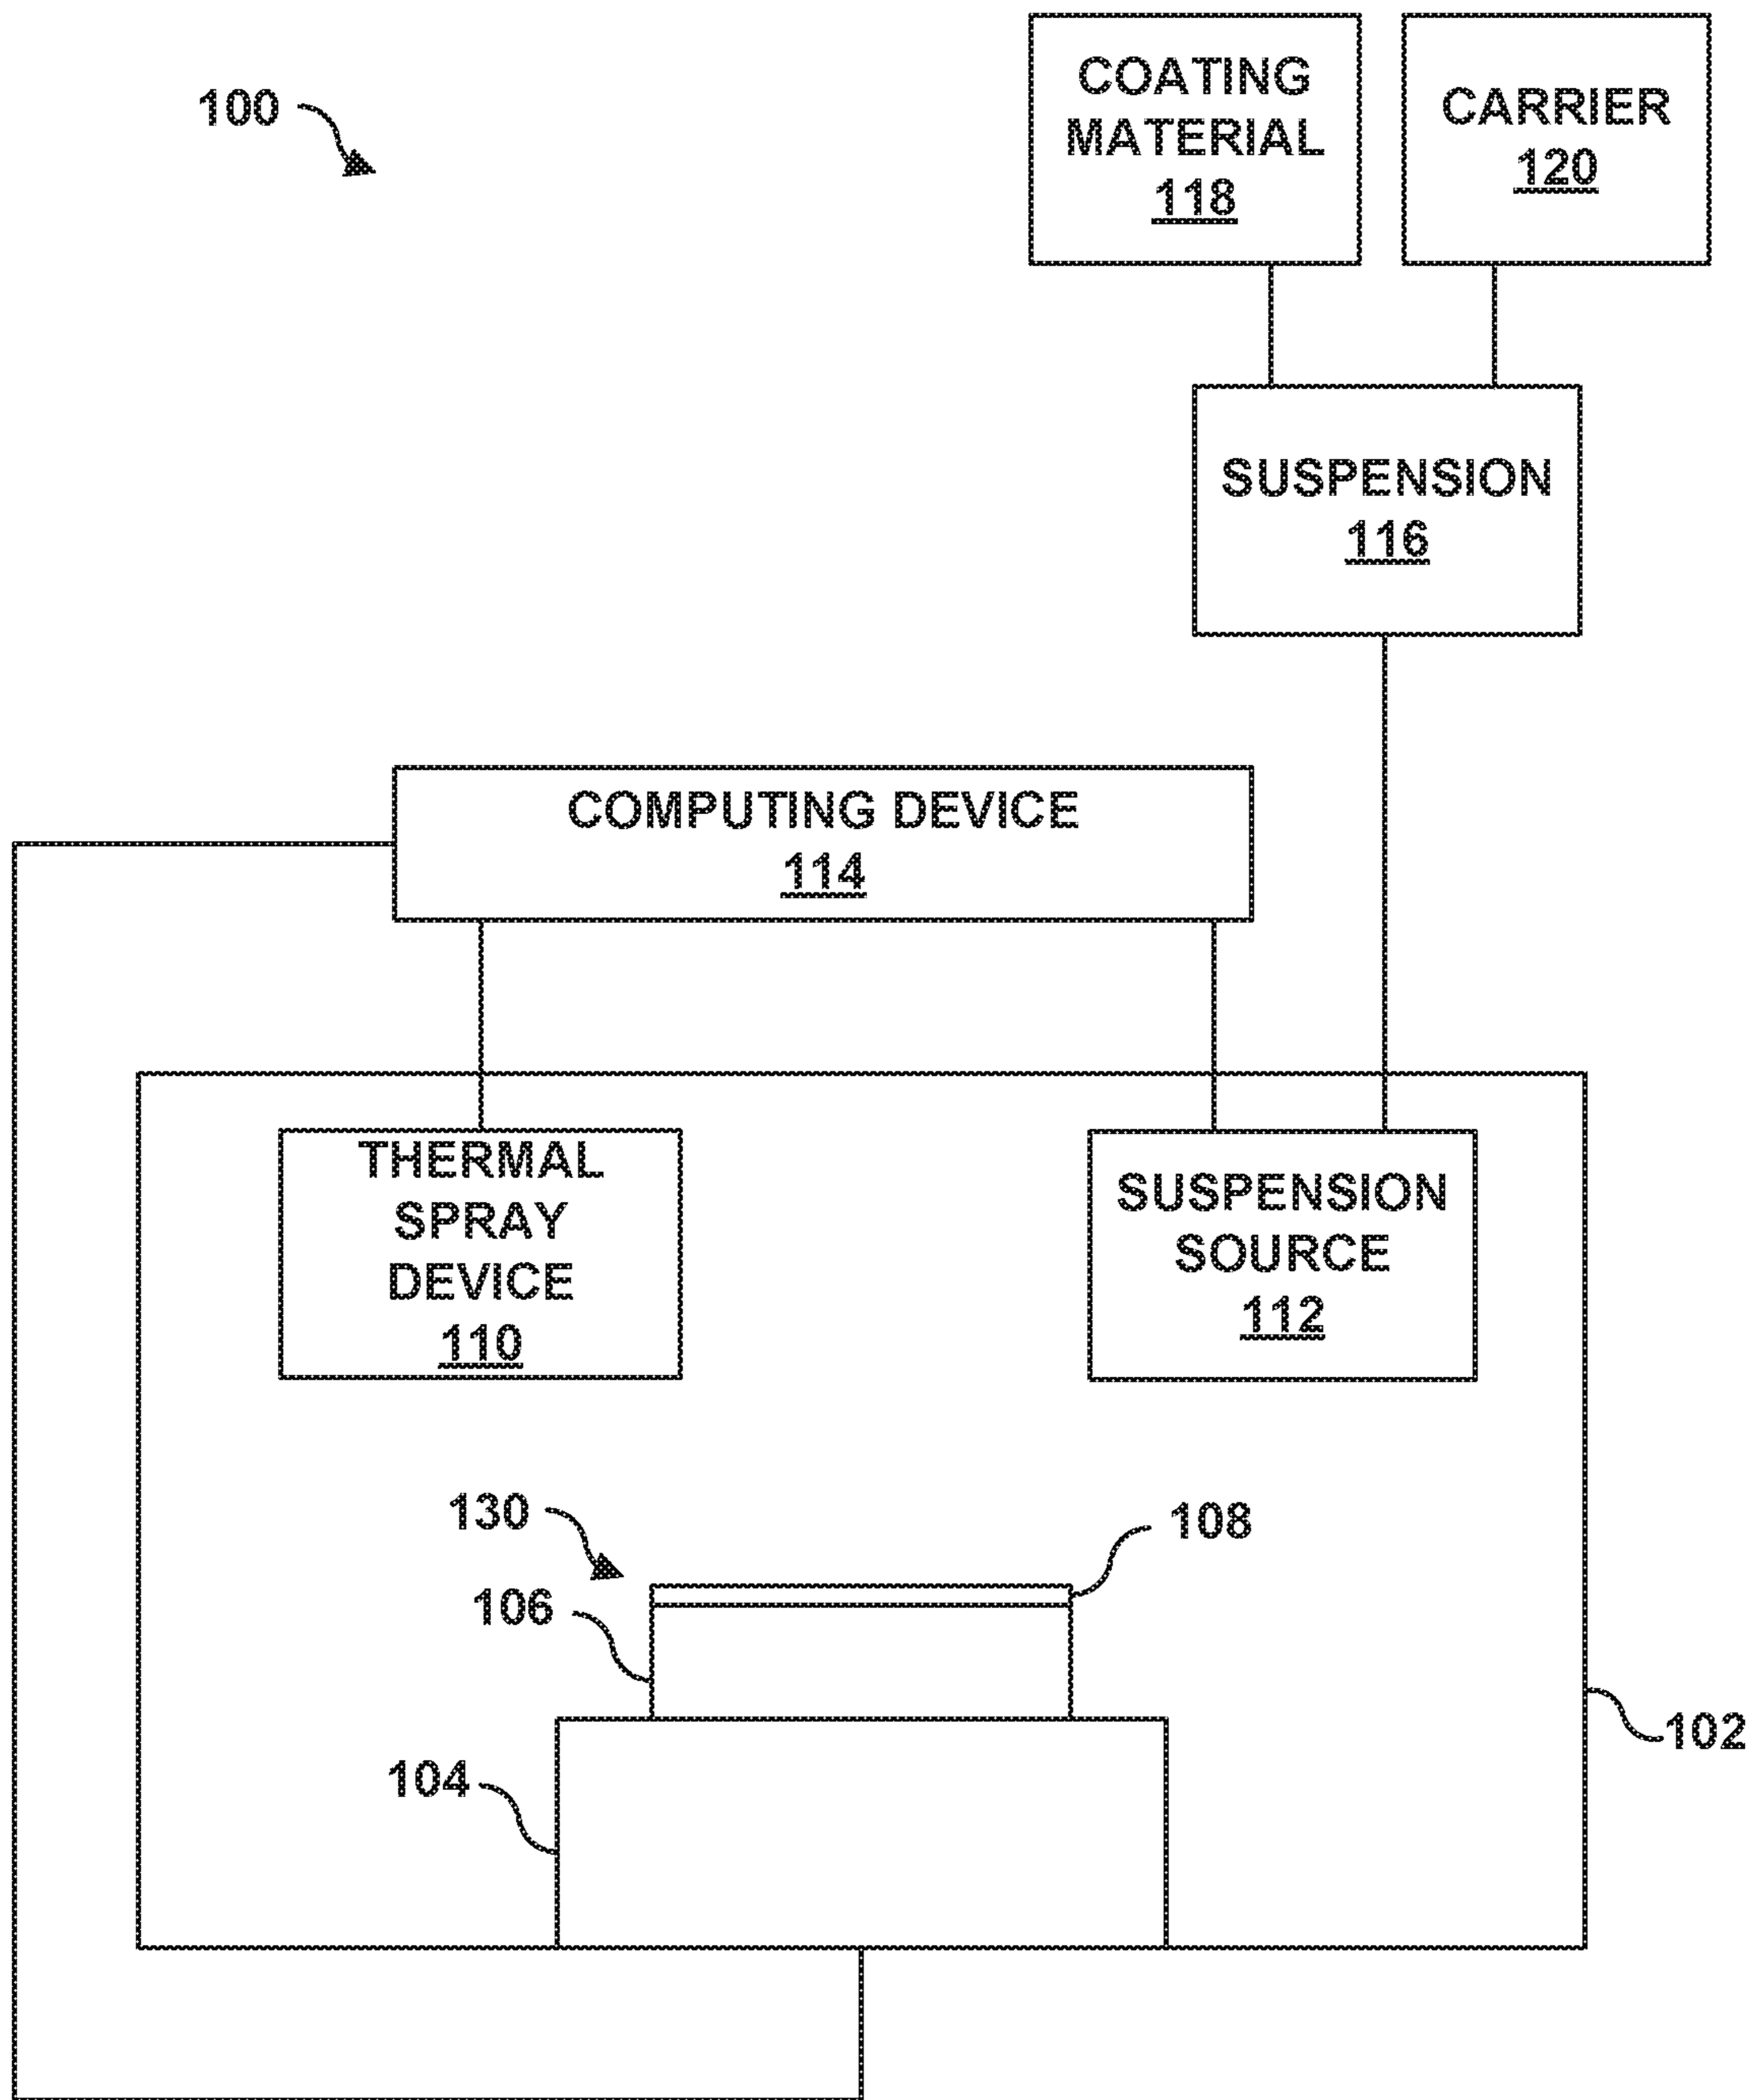 100
COATING
MATERIAL
118
CARRIER
120
SUSPENSION
116
COMPUTING DEVICE
114
THERMAL
SPRAY
DEVICE
110
SUSPENSION
SOURCE
112
130
108
106
102
104